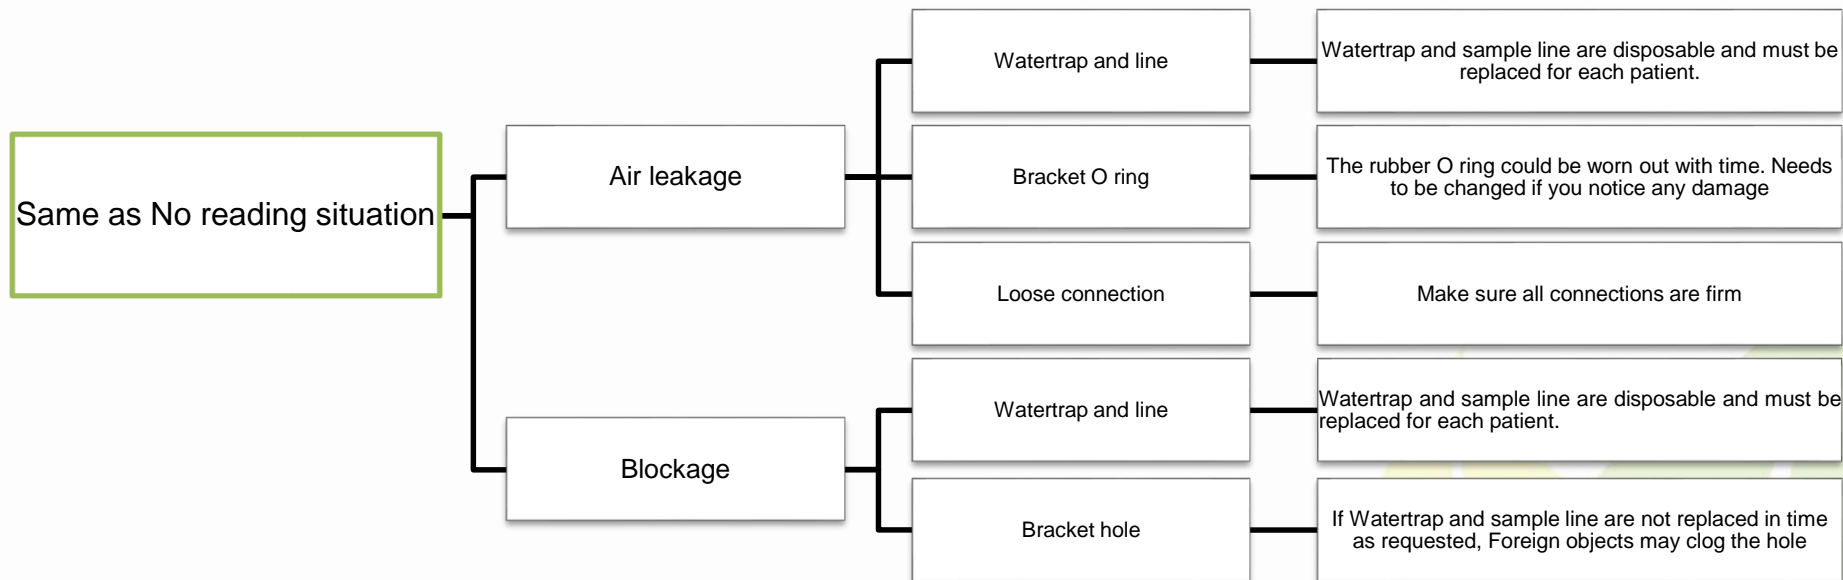 Same as No reading situation
Air leakage
Watertrap and line
Watertrap and sample line are disposable and must be
replaced for each patient.
Bracket O ring
The rubber O ring could be worn out with time. Needs
to be changed if you notice any damage
Loose connection
Make sure all connections are firm
Blockage
Watertrap and line
Watertrap and sample line are disposable and must be
replaced for each patient.
Bracket hole
If Watertrap and sample line are not replaced in time
as requested, Foreign objects may clog the hole